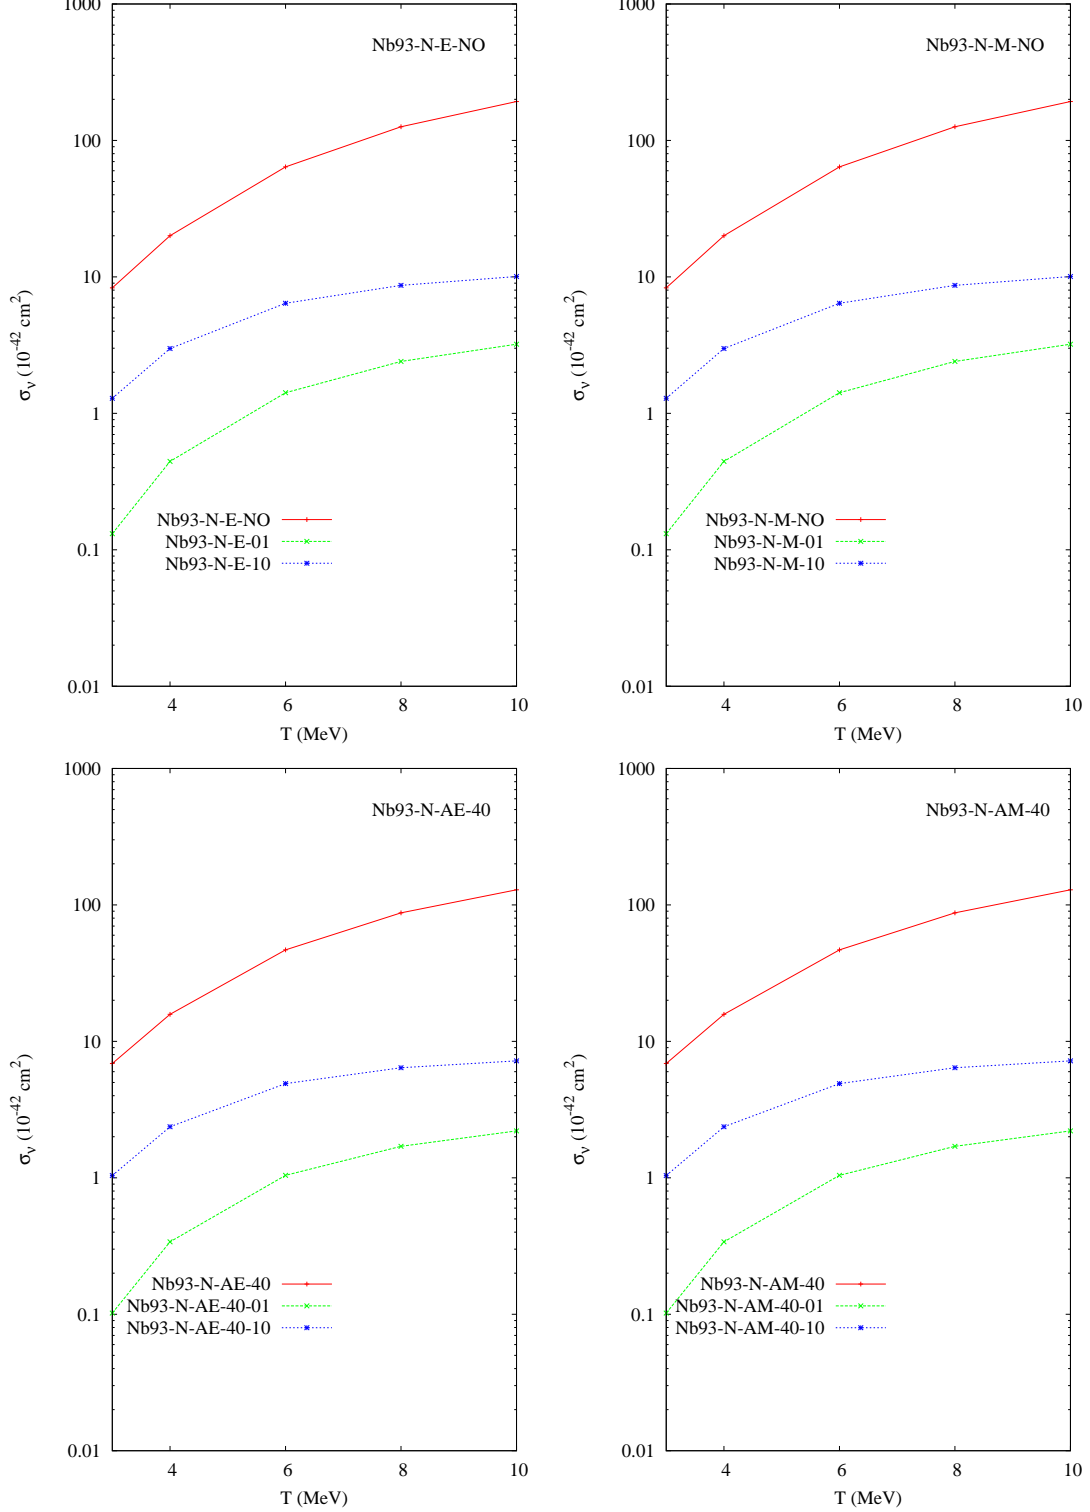 1000
100
10
1
0.1
0.01
4
6
8
10
σν (10-42 cm2)
T (MeV)
Nb93-N-E-NO
Nb93-N-E-NO
Nb93-N-E-01
Nb93-N-E-10
1000
100
10
1
0.1
0.01
4
6
8
10
σν (10-42 cm2)
T (MeV)
Nb93-N-M-NO
Nb93-N-M-NO
Nb93-N-M-01
Nb93-N-M-10
1000
100
10
1
0.1
0.01
4
6
8
10
σν (10-42 cm2)
T (MeV)
Nb93-N-AE-40
Nb93-N-AE-40
Nb93-N-AE-40-01
Nb93-N-AE-40-10
1000
100
10
1
0.1
0.01
4
6
8
10
σν (10-42 cm2)
T (MeV)
Nb93-N-AM-40
Nb93-N-AM-40
Nb93-N-AM-40-01
Nb93-N-AM-40-10